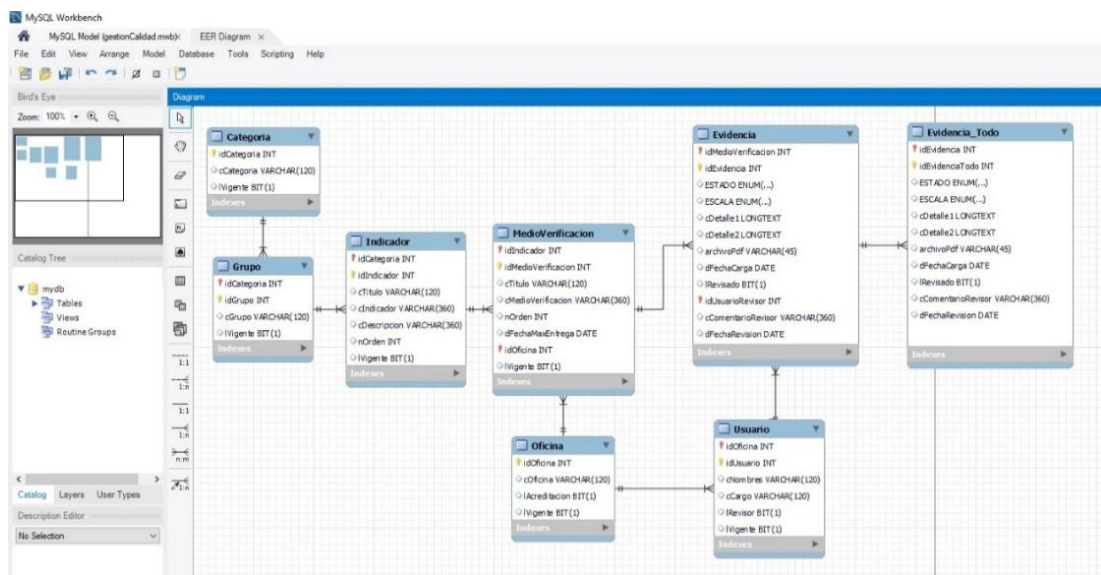 MySQL Workbench
MySQL Model (gestionCalidad.mwb)×
EER Diagram ×
File Edit View Arrange Model Database Tools Scripting Help
Bird's Eye
Zoom: 100%
Diagram
Catalog Tree
mydb
Tables
Views
Routine Groups
Catalog Layers User Types
Description Editor
No Selection
1:1
1:n
1:1
1:n
n:m
1:n
Categoria
idCategoria INT
cCategoria VARCHAR(120)
lVigente BIT(1)
Indexes
Grupo
idCategoria INT
idGrupo INT
cGrupo VARCHAR(120)
lVigente BIT(1)
Indexes
Indicador
idCategoria INT
idIndicador INT
cTitulo VARCHAR(120)
cIndicador VARCHAR(360)
cDescripcion VARCHAR(360)
nOrden INT
lVigente BIT(1)
Indexes
MedioVerificacion
idIndicador INT
idMedioVerificacion INT
cTitulo VARCHAR(120)
cMedioVerificacion VARCHAR(360)
nOrden INT
dFechaMaxEntrega DATE
idOficina INT
lVigente BIT(1)
Indexes
Oficina
idOficina INT
cOficina VARCHAR(120)
lAcreditacion BIT(1)
lVigente BIT(1)
Indexes
Evidencia
idMedioVerificacion INT
idEvidencia INT
ESTADO ENUM(...)
ESCALA ENUM(...)
cDetalle1 LONGTEXT
cDetalle2 LONGTEXT
archivoPdf VARCHAR(45)
dFechaCarga DATE
lRevisado BIT(1)
idUsuarioRevisor INT
cComentarioRevisor VARCHAR(360)
dFechaRevision DATE
Indexes
Usuario
idOficina INT
idUsuario INT
cNombres VARCHAR(120)
cCargo VARCHAR(120)
lRevisor BIT(1)
lVigente BIT(1)
Indexes
Evidencia_Todo
idEvidencia INT
idEvidenciaTodo INT
ESTADO ENUM(...)
ESCALA ENUM(...)
cDetalle1 LONGTEXT
cDetalle2 LONGTEXT
archivoPdf VARCHAR(45)
dFechaCarga DATE
lRevisado BIT(1)
cComentarioRevisor VARCHAR(360)
dFechaRevision DATE
Indexes